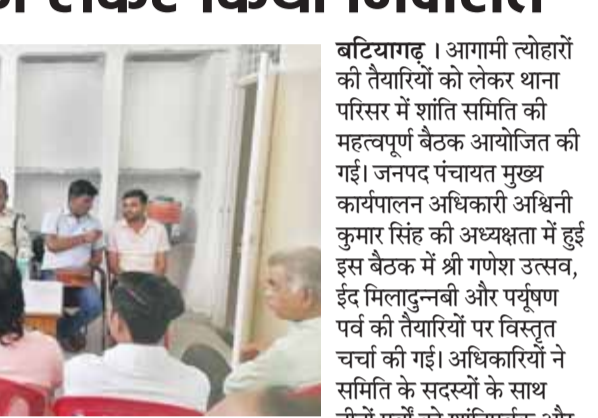 लेकर किया
बटियागढ़ । आगामी त्योहारों
की तैयारियों को लेकर थाना
परिसर में शांति समिति की
महत्वपूर्ण बैठक आयोजित की
गई। जनपद पंचायत मुख्य
कार्यपालन अधिकारी अश्विनी
कुमार सिंह की अध्यक्षता में हुई
इस बैठक में श्री गणेश उत्सव,
ईद मिलादुन्नबी और पर्यूषण
पर्व की तैयारियों पर विस्तृत
चर्चा की गई। अधिकारियों ने
समिति के सदस्यों के साथ